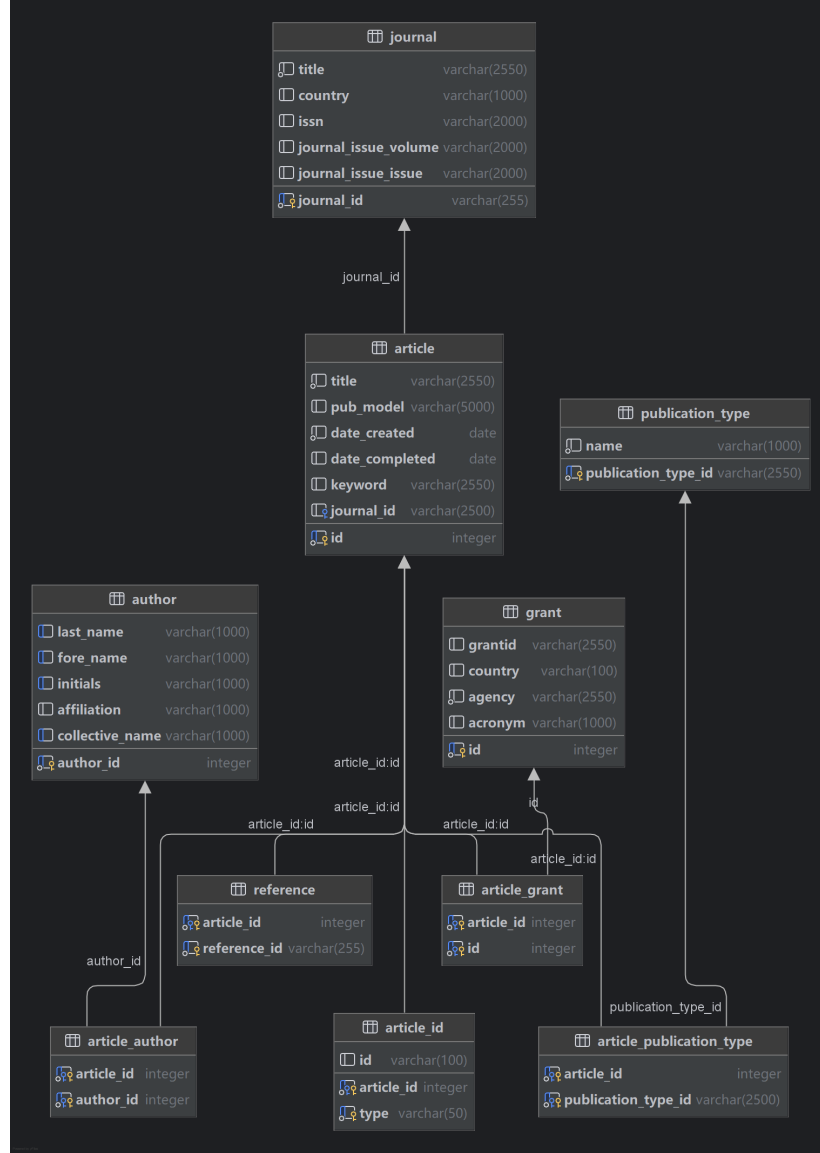 journal
title varchar(2550)
country varchar(1000)
issn varchar(2000)
journal_issue_volume varchar(2000)
journal_issue_issue varchar(2000)
journal_id varchar(255)
journal_id
article
title varchar(2550)
pub_model varchar(5000)
date_created date
date_completed date
keyword varchar(2550)
journal_id varchar(2500)
id integer
publication_type
name varchar(1000)
publication_type_id varchar(2550)
author
last_name varchar(1000)
fore_name varchar(1000)
initials varchar(1000)
affiliation varchar(1000)
collective_name varchar(1000)
author_id integer
grant
grantid varchar(2550)
country varchar(100)
agency varchar(2550)
acronym varchar(1000)
id integer
article_id:id
id
article_id:id
article_id:id
article_id:id
article_id:id
reference
article_id integer
reference_id varchar(255)
article_grant
article_id integer
id integer
author_id
publication_type_id
article_author
article_id integer
author_id integer
article_id
id varchar(100)
article_id integer
type varchar(50)
article_publication_type
article_id integer
publication_type_id varchar(2500)